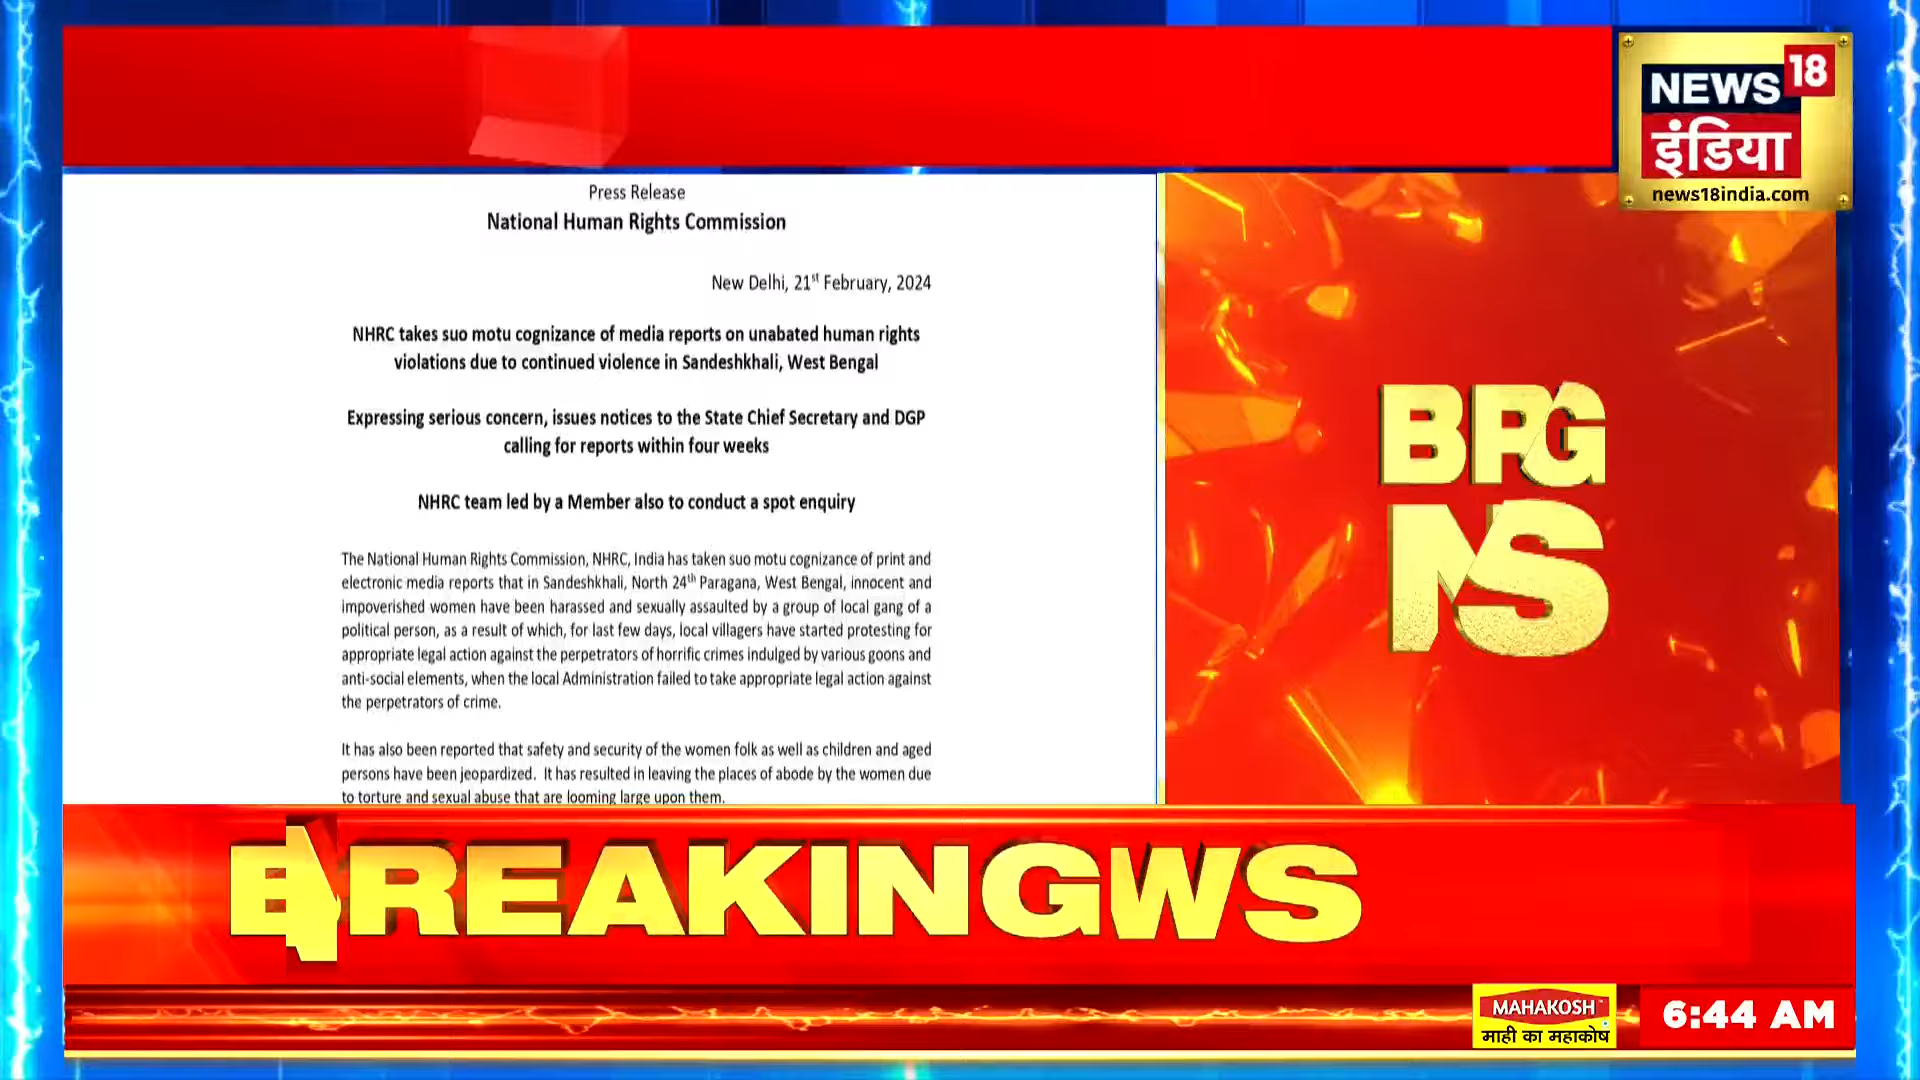 NEWS 18
इंडिया
news18india.com
Press Release
National Human Rights Commission
New Delhi, 21st February, 2024
NHRC takes suo motu cognizance of media reports on unabated human rights
violations due to continued violence in Sandeshkhali, West Bengal
Expressing serious concern, issues notices to the State Chief Secretary and DGP
calling for reports within four weeks
NHRC team led by a Member also to conduct a spot enquiry
The National Human Rights Commission, NHRC, India has taken suo motu cognizance of print and
electronic media reports that in Sandeshkhali, North 24th Paragana, West Bengal, innocent and
impoverished women have been harassed and sexually assaulted by a group of local gang of a
political person, as a result of which, for last few days, local villagers have started protesting for
appropriate legal action against the perpetrators of horrific crimes indulged by various goons and
anti-social elements, when the local Administration failed to take appropriate legal action against
the perpetrators of crime.
It has also been reported that safety and security of the women folk as well as children and aged
persons have been jeopardized. It has resulted in leaving the places of abode by the women due
to torture and sexual abuse that are looming large upon them.
MAHAKOSH
माही का महाकोष
6:44 AM